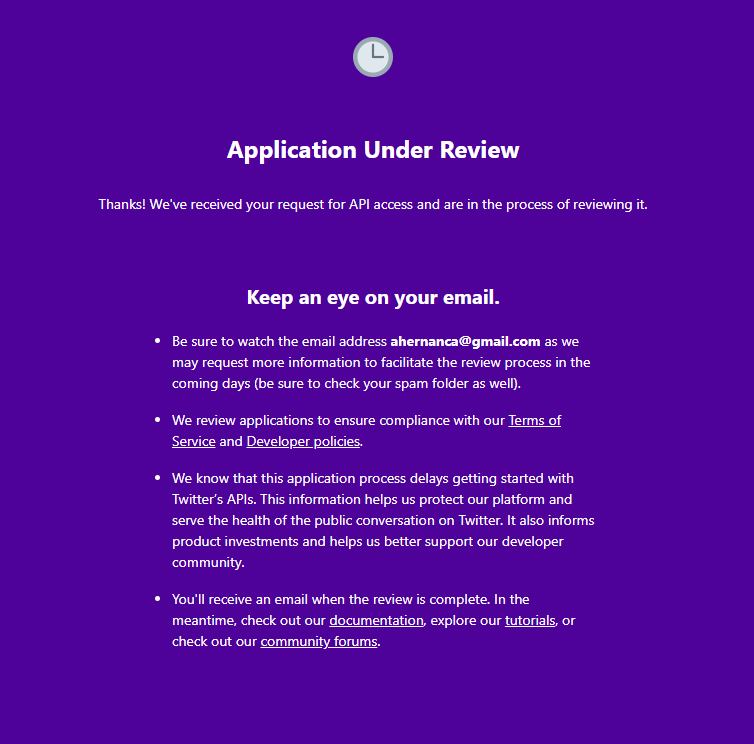 Application Under Review
Thanks! We've received your request for API access and are in the process of reviewing it.
Keep an eye on your email.
• Be sure to watch the email address ahernanca@gmail.com as we
may request more information to facilitate the review process in the
coming days (be sure to check your spam folder as well).
• We review applications to ensure compliance with our Terms of
Service and Developer policies.
• We know that this application process delays getting started with
Twitter’s APIs. This information helps us protect our platform and
serve the health of the public conversation on Twitter. It also informs
product investments and helps us better support our developer
community.
• You'll receive an email when the review is complete. In the
meantime, check out our documentation, explore our tutorials, or
check out our community forums.